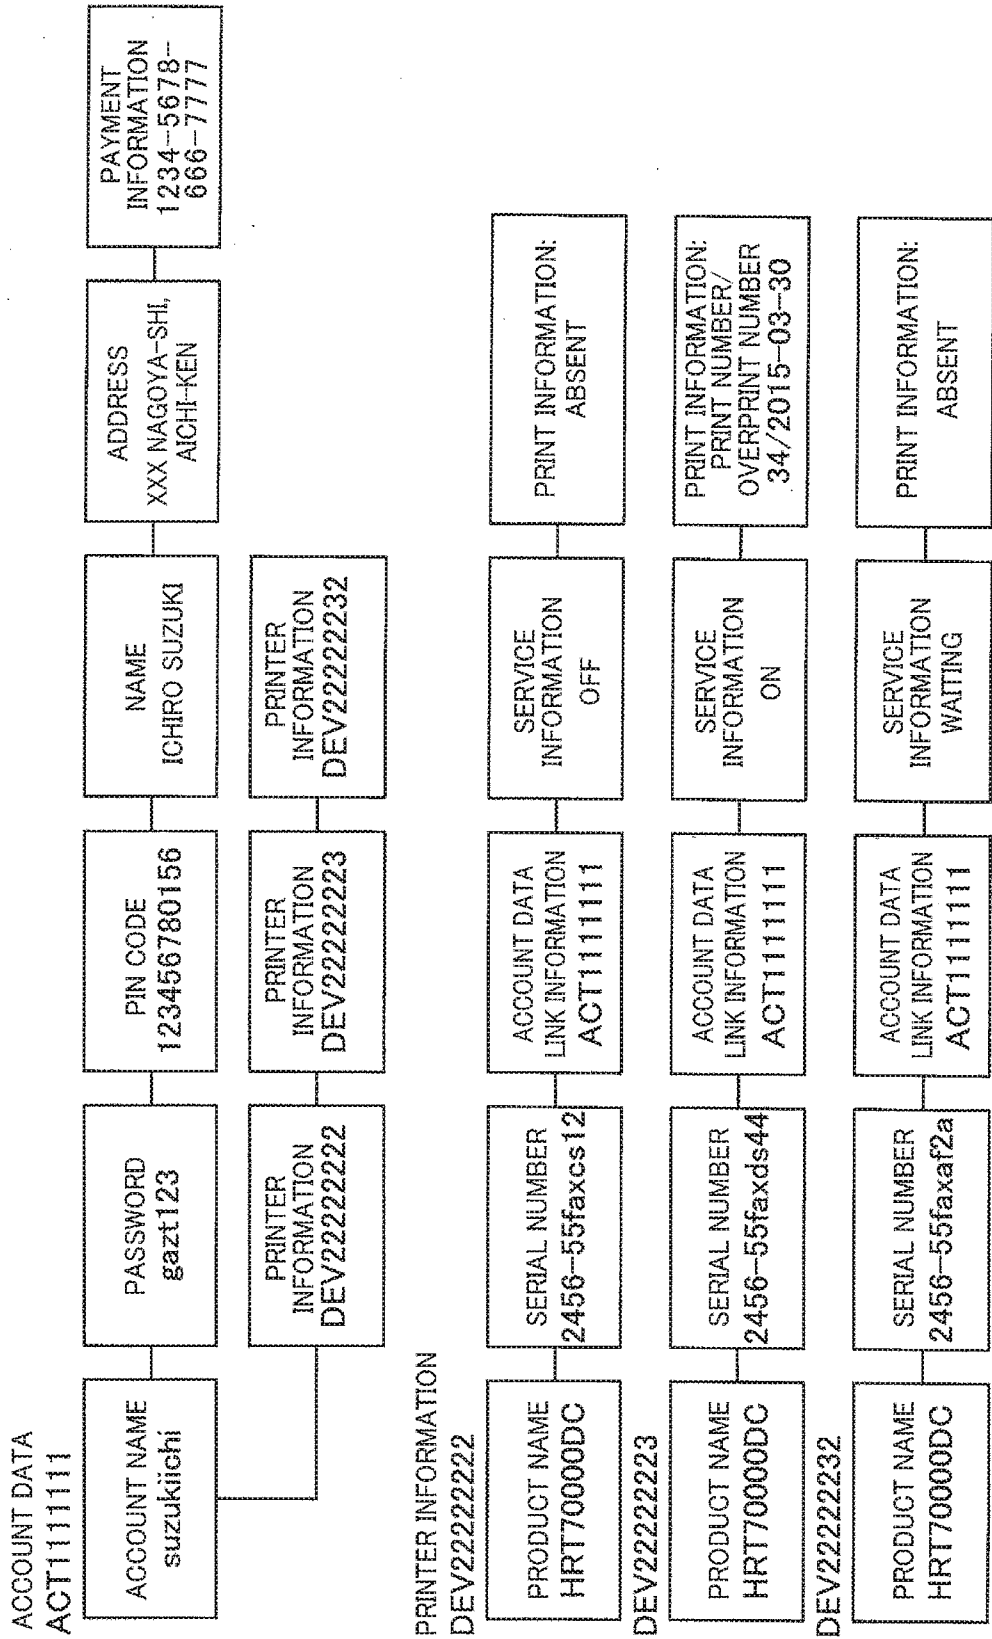 ACCOUNT DATA
ACT1111111
ACCOUNT NAME
suzukiichi
PASSWORD
gazt123
PIN CODE
123456780156
NAME
ICHIRO SUZUKI
ADDRESS
XXX NAGOYA-SHI,
AICHI-KEN
PAYMENT
INFORMATION
1234-5678-
666-7777
PRINTER
INFORMATION
DEV22222222
PRINTER
INFORMATION
DEV22222223
PRINTER
INFORMATION
DEV22222232
PRINTER INFORMATION
DEV22222222
PRODUCT NAME
HRT70000DC
SERIAL NUMBER
2456-55faxcs12
ACCOUNT DATA
LINK INFORMATION
ACT1111111
SERVICE
INFORMATION
OFF
PRINT INFORMATION:
ABSENT
DEV22222223
PRODUCT NAME
HRT70000DC
SERIAL NUMBER
2456-55faxds44
ACCOUNT DATA
LINK INFORMATION
ACT1111111
SERVICE
INFORMATION
ON
PRINT INFORMATION:
PRINT NUMBER/
OVERPRINT NUMBER
34/2015-03-30
DEV22222232
PRODUCT NAME
HRT70000DC
SERIAL NUMBER
2456-55faxaf2a
ACCOUNT DATA
LINK INFORMATION
ACT1111111
SERVICE
INFORMATION
WAITING
PRINT INFORMATION:
ABSENT